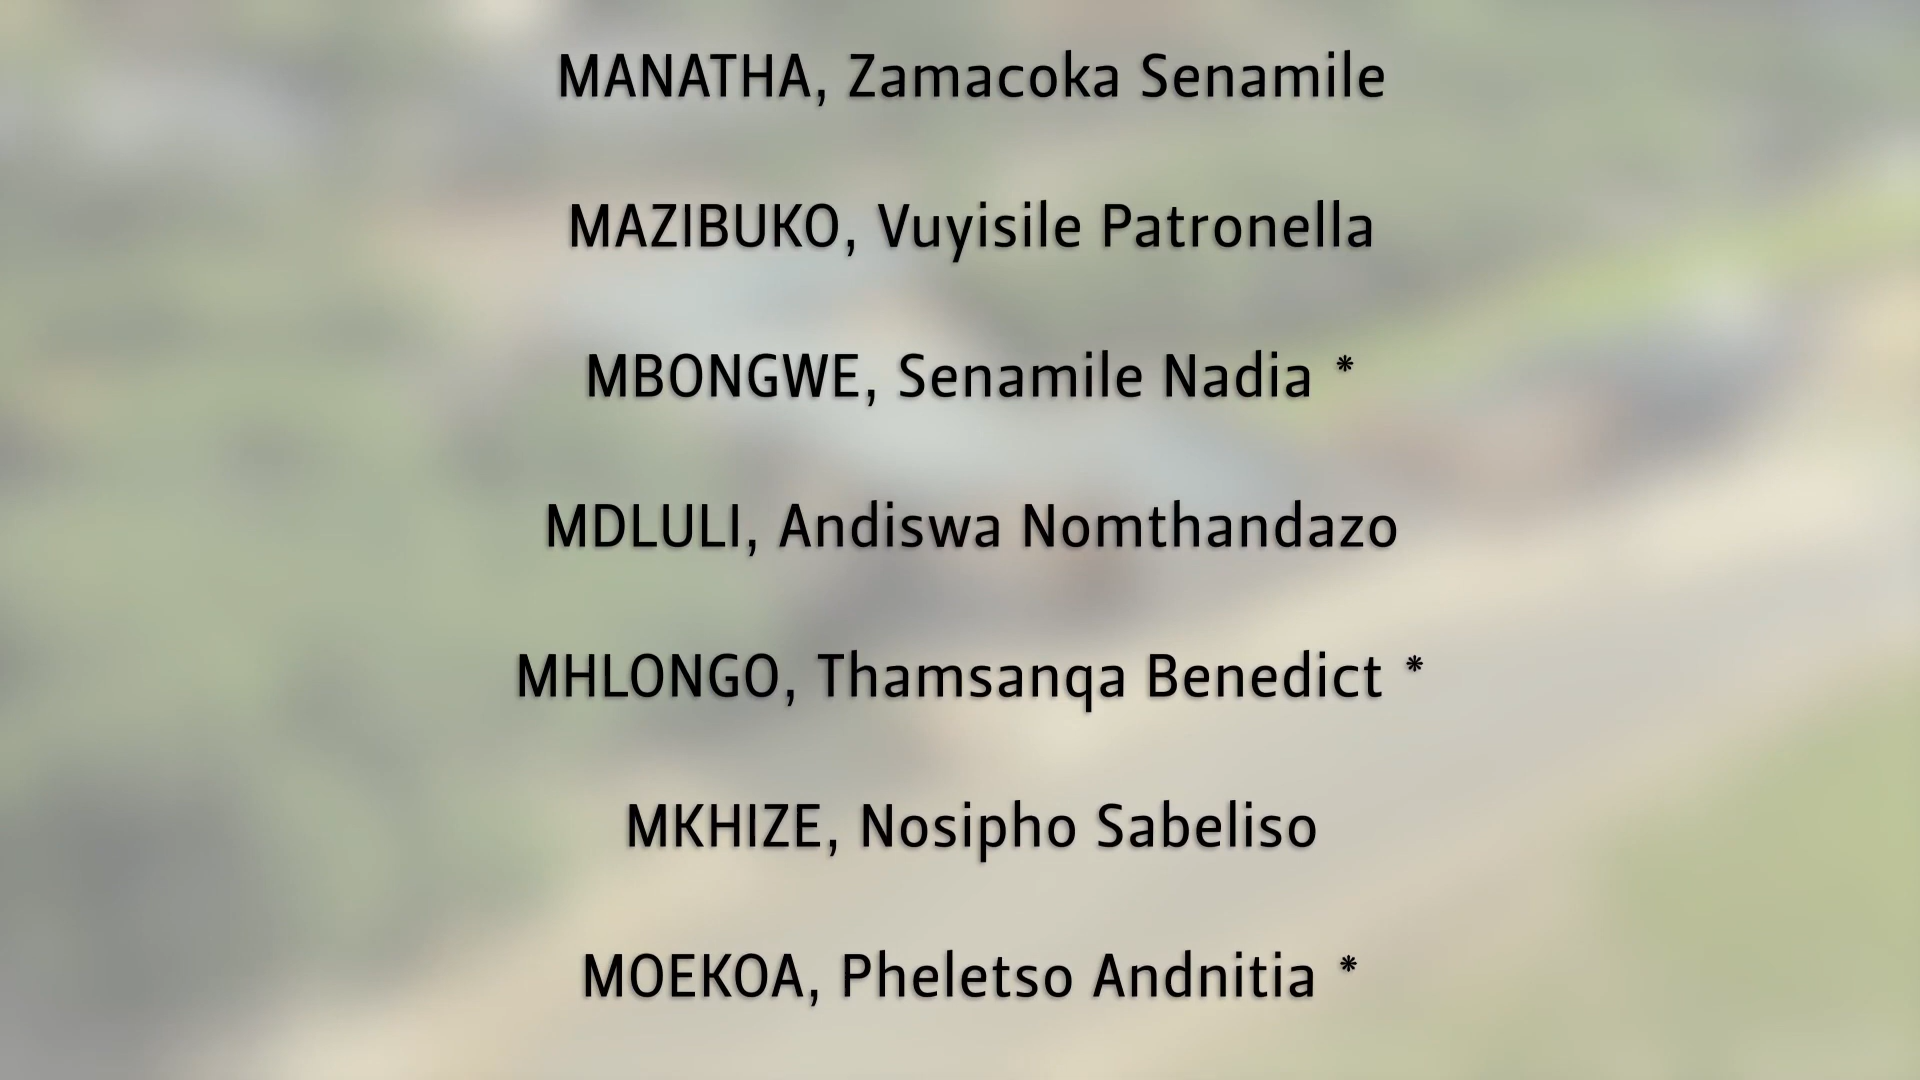 MANATHA, Zamacoka Senamile
MAZIBUKO, Vuyisile Patronella
MBONGWE, Senamile Nadia *
MDLULI, Andiswa Nomthandazo
MHLONGO, Thamsanqa Benedict *
MKHIZE, Nosipho Sabeliso
MOEKOA, Pheletso Andnitia *